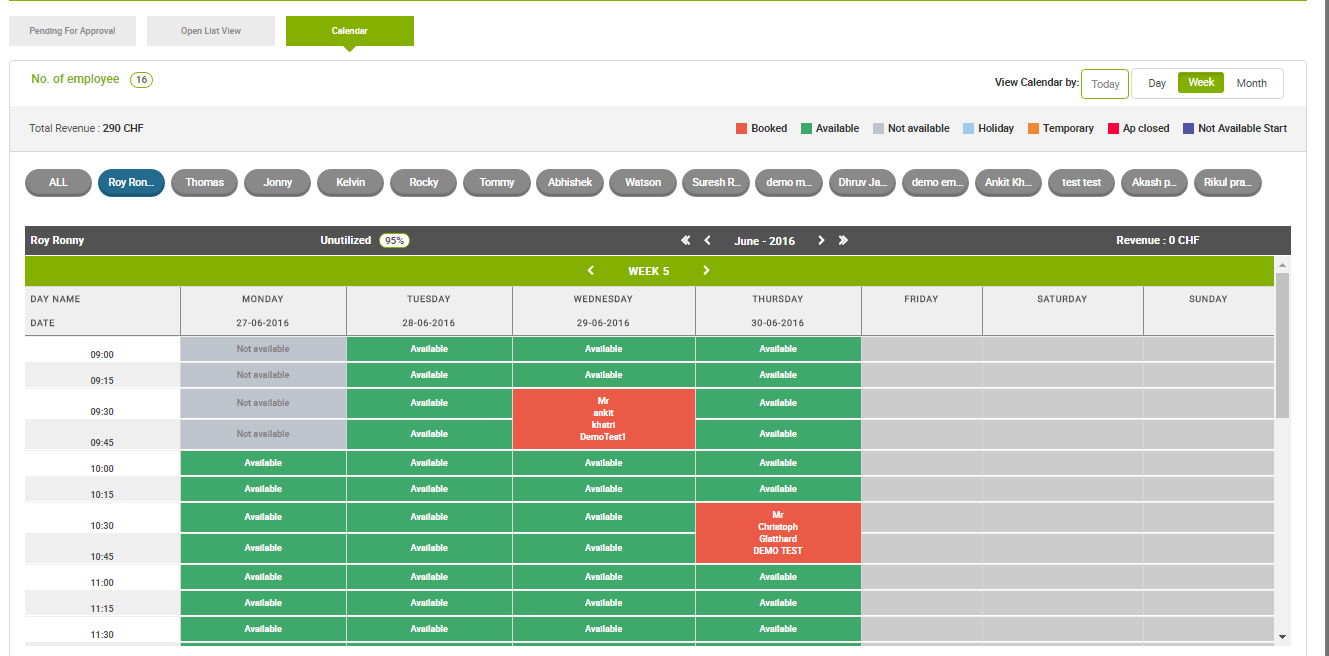 Pending For Approval Open List View Calendar
No. of employee 16 View Calendar by: Today Day Week Month
Total Revenue : 290 CHF Booked Available Not available Holiday Temporary Ap closed Not Available Start
ALL Roy Ron... Thomas Jonny Kelvin Rocky Tommy Abhishek Watson Suresh R... demo m... Dhruv Ja... demo em... Ankit Kh... test test Akash p... Rikul pra...
Roy Ronny Unutilized 95% June - 2016 Revenue : 0 CHF
WEEK 5
DAY NAME MONDAY TUESDAY WEDNESDAY THURSDAY FRIDAY SATURDAY SUNDAY
DATE 27-06-2016 28-06-2016 29-06-2016 30-06-2016
09:00 Not available Available Available Available
09:15 Not available Available Available Available
09:30 Not available Available Mr Available
ankit
khatri
DemoTest1
09:45 Not available Available Available
10:00 Available Available Available Available
10:15 Available Available Available Available
10:30 Available Available Available Mr
Christoph
Glatthard
DEMO TEST
10:45 Available Available Available
11:00 Available Available Available Available
11:15 Available Available Available Available
11:30 Available Available Available Available